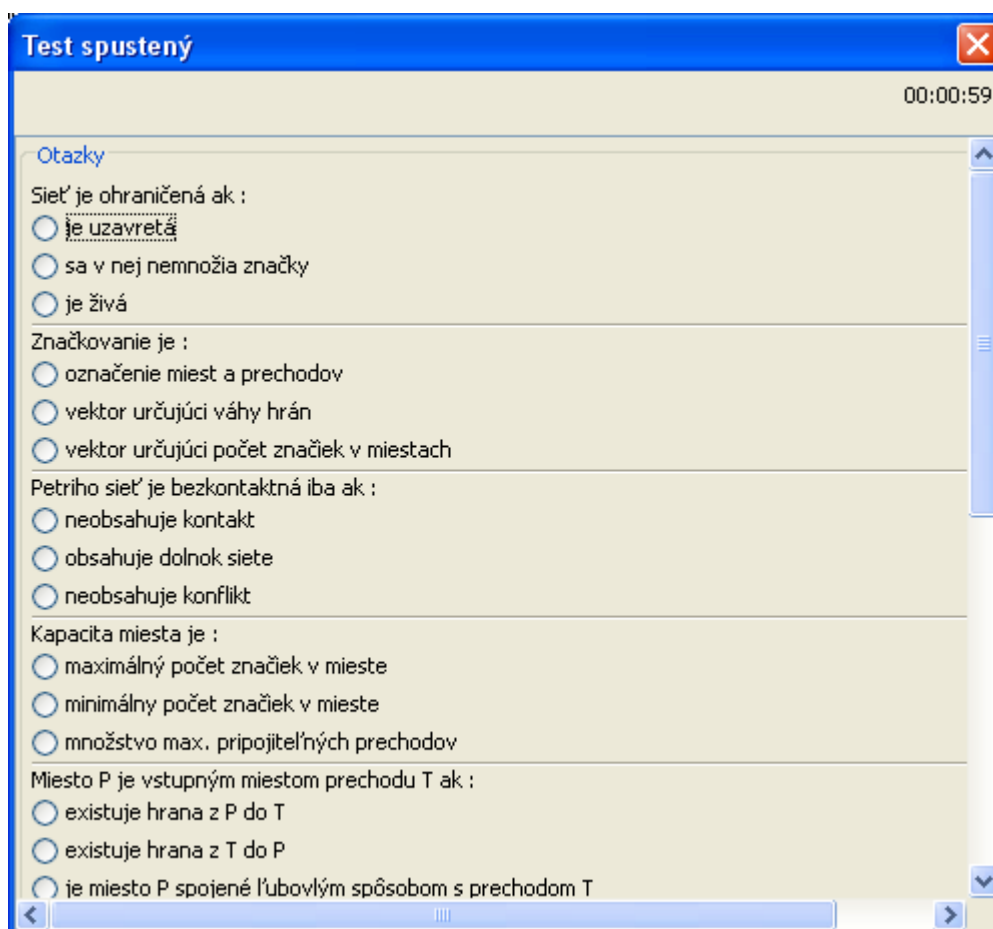 Test spustený
00:00:59
Otazky
Sieť je ohraničená ak :
je uzavretá
sa v nej nemnožia značky
je živá
Značkovanie je :
označenie miest a prechodov
vektor určujúci váhy hrán
vektor určujúci počet značiek v miestach
Petriho sieť je bezkontaktná iba ak :
neobsahuje kontakt
obsahuje dolnok siete
neobsahuje konflikt
Kapacita miesta je :
maximálný počet značiek v mieste
minimálny počet značiek v mieste
množstvo max. pripojiteľných prechodov
Miesto P je vstupným miestom prechodu T ak :
existuje hrana z P do T
existuje hrana z T do P
je miesto P spojené ľubovlým spôsobom s prechodom T